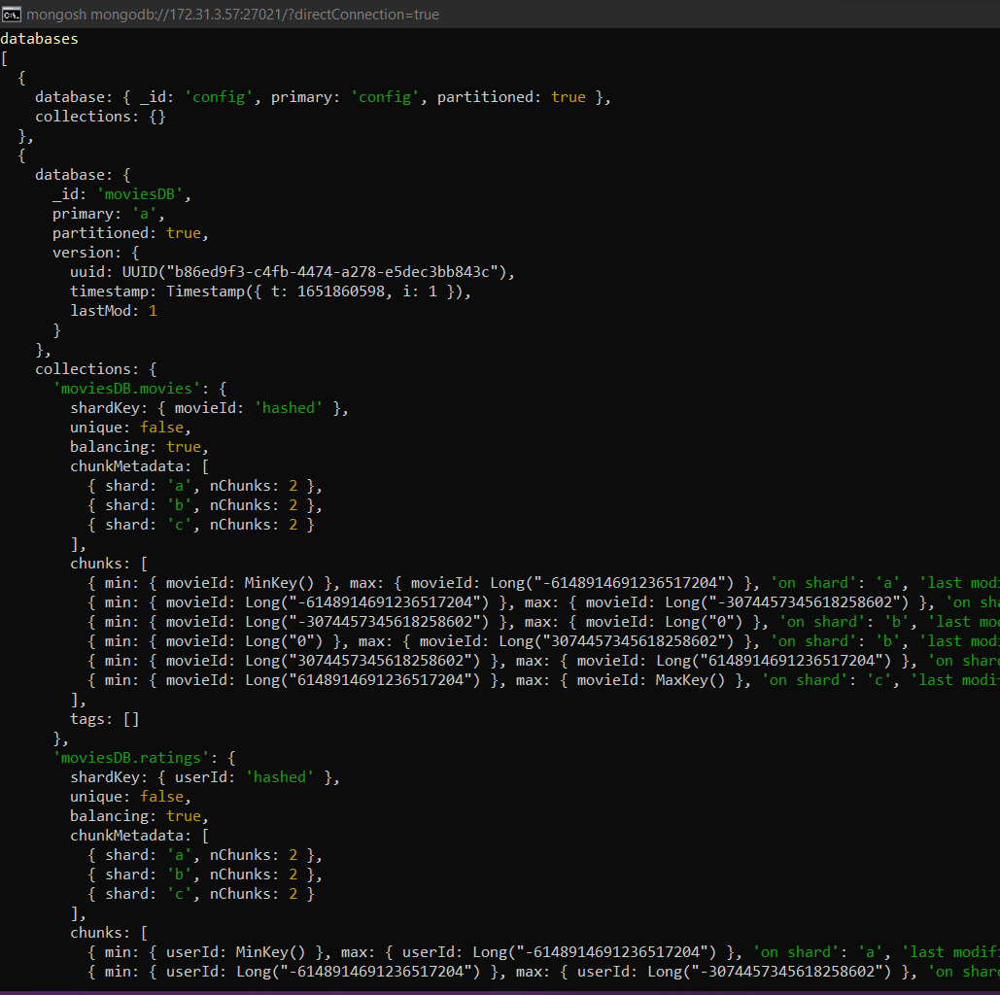 mongosh mongodb://172.31.3.57:27021/?directConnection=true
databases
[
  {
    database: { _id: 'config', primary: 'config', partitioned: true },
    collections: {}
  },
  {
    database: {
      _id: 'moviesDB',
      primary: 'a',
      partitioned: true,
      version: {
        uuid: UUID("b86ed9f3-c4fb-4474-a278-e5dec3bb843c"),
        timestamp: Timestamp({ t: 1651860598, i: 1 }),
        lastMod: 1
      }
    },
    collections: {
      'moviesDB.movies': {
        shardKey: { movieId: 'hashed' },
        unique: false,
        balancing: true,
        chunkMetadata: [
          { shard: 'a', nChunks: 2 },
          { shard: 'b', nChunks: 2 },
          { shard: 'c', nChunks: 2 }
        ],
        chunks: [
          { min: { movieId: MinKey() }, max: { movieId: Long("-6148914691236517204") }, 'on shard': 'a', 'last modi
          { min: { movieId: Long("-6148914691236517204") }, max: { movieId: Long("-3074457345618258602") }, 'on sha
          { min: { movieId: Long("-3074457345618258602") }, max: { movieId: Long("0") }, 'on shard': 'b', 'last mod
          { min: { movieId: Long("0") }, max: { movieId: Long("3074457345618258602") }, 'on shard': 'b', 'last modi
          { min: { movieId: Long("3074457345618258602") }, max: { movieId: Long("6148914691236517204") }, 'on shard
          { min: { movieId: Long("6148914691236517204") }, max: { movieId: MaxKey() }, 'on shard': 'c', 'last modif
        ],
        tags: []
      },
      'moviesDB.ratings': {
        shardKey: { userId: 'hashed' },
        unique: false,
        balancing: true,
        chunkMetadata: [
          { shard: 'a', nChunks: 2 },
          { shard: 'b', nChunks: 2 },
          { shard: 'c', nChunks: 2 }
        ],
        chunks: [
          { min: { userId: MinKey() }, max: { userId: Long("-6148914691236517204") }, 'on shard': 'a', 'last modifi
          { min: { userId: Long("-6148914691236517204") }, max: { userId: Long("-3074457345618258602") }, 'on shard